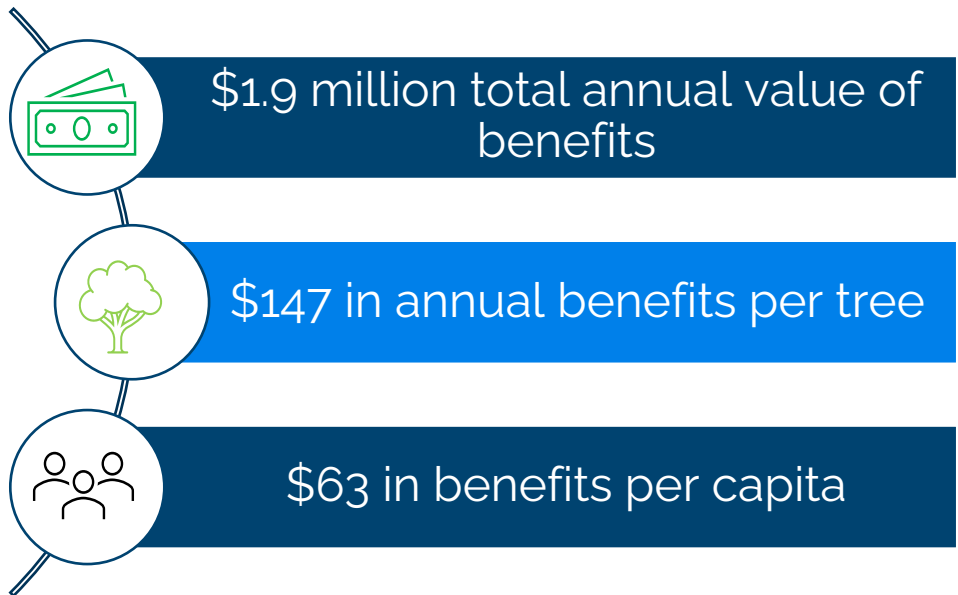 $1.9 million total annual value of
benefits
$147 in annual benefits per tree
$63 in benefits per capita